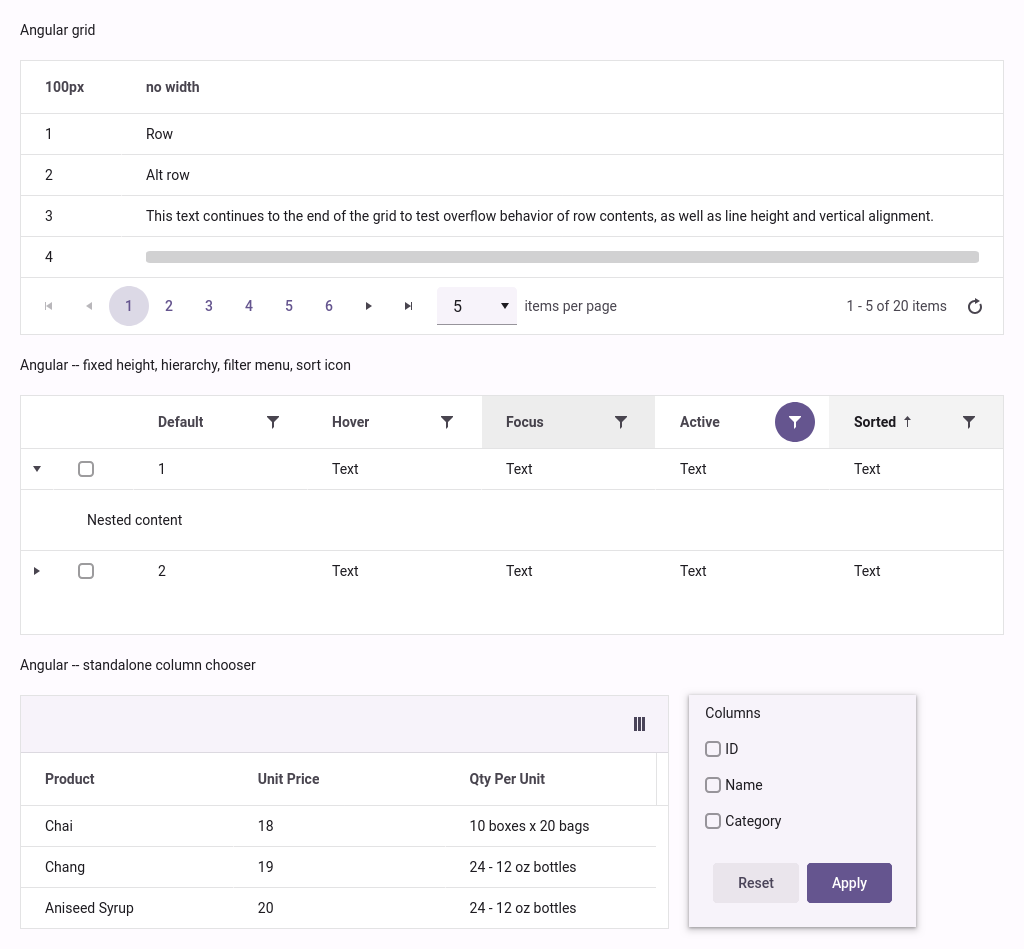 Angular grid
100px no width
1 Row
2 Alt row
3 This text continues to the end of the grid to test overflow behavior of row contents, as well as line height and vertical alignment.
4
1 2 3 4 5 6 5 items per page 1 - 5 of 20 items
Angular -- fixed height, hierarchy, filter menu, sort icon
Default Hover Focus Active Sorted
1 Text Text Text Text
Nested content
2 Text Text Text Text
Angular -- standalone column chooser
Product Unit Price Qty Per Unit
Chai 18 10 boxes x 20 bags
Chang 19 24 - 12 oz bottles
Aniseed Syrup 20 24 - 12 oz bottles
Columns
ID
Name
Category
Reset Apply